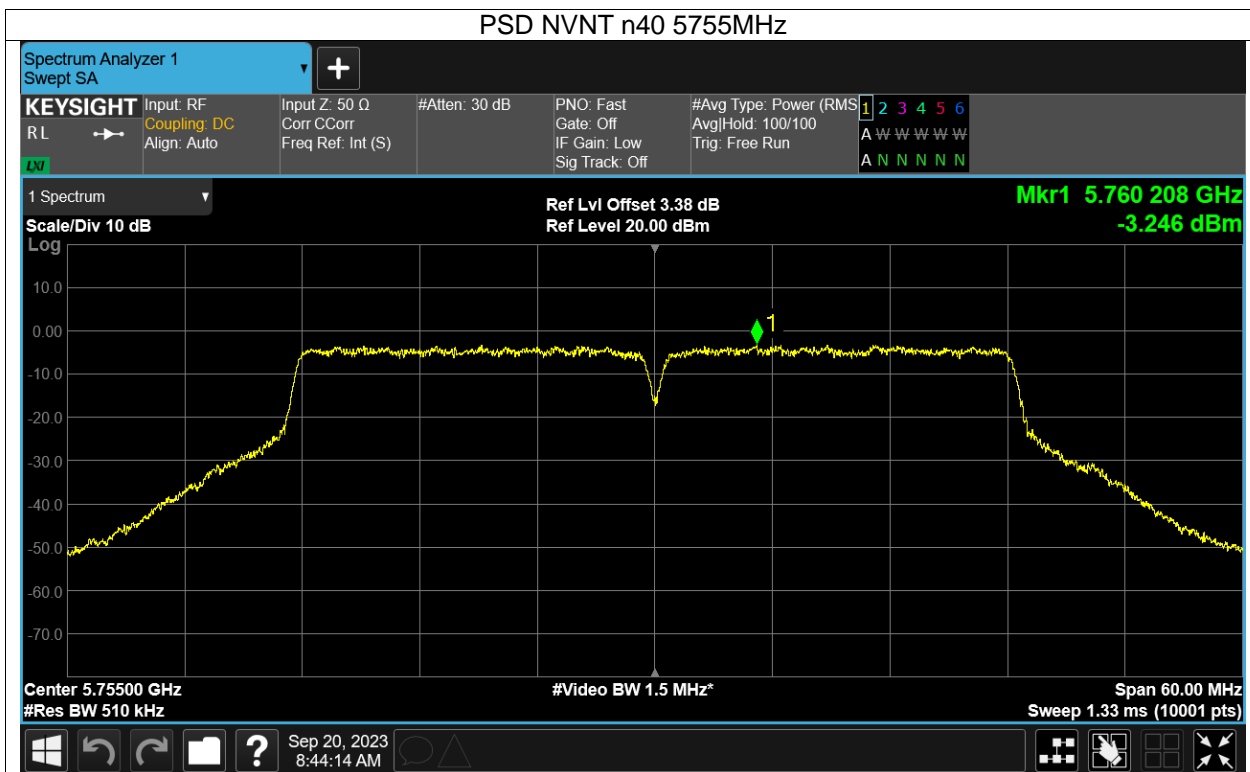 PSD NVNT n40 5755MHz
Spectrum Analyzer 1
Swept SA
KEYSIGHT
RL
LXI
Input: RF
Coupling: DC
Align: Auto
Input Z: 50 Ω
Corr CCorr
Freq Ref: Int (S)
#Atten: 30 dB
PNO: Fast
Gate: Off
IF Gain: Low
Sig Track: Off
#Avg Type: Power (RMS
Avg|Hold: 100/100
Trig: Free Run
1 2 3 4 5 6
A W W W W W
A N N N N N
1 Spectrum
Scale/Div 10 dB
Log
Ref Lvl Offset 3.38 dB
Ref Level 20.00 dBm
Mkr1 5.760 208 GHz
-3.246 dBm
10.0
0.00
-10.0
-20.0
-30.0
-40.0
-50.0
-60.0
-70.0
1
Center 5.75500 GHz
#Res BW 510 kHz
#Video BW 1.5 MHz*
Span 60.00 MHz
Sweep 1.33 ms (10001 pts)
?
Sep 20, 2023
8:44:14 AM